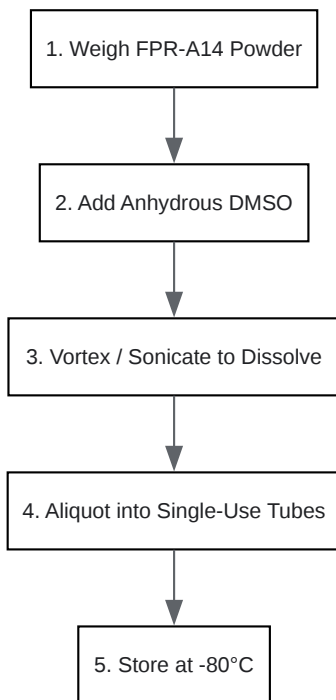 1. Weigh FPR-A14 Powder
2. Add Anhydrous DMSO
3. Vortex / Sonicate to Dissolve
4. Aliquot into Single-Use Tubes
5. Store at -80°C